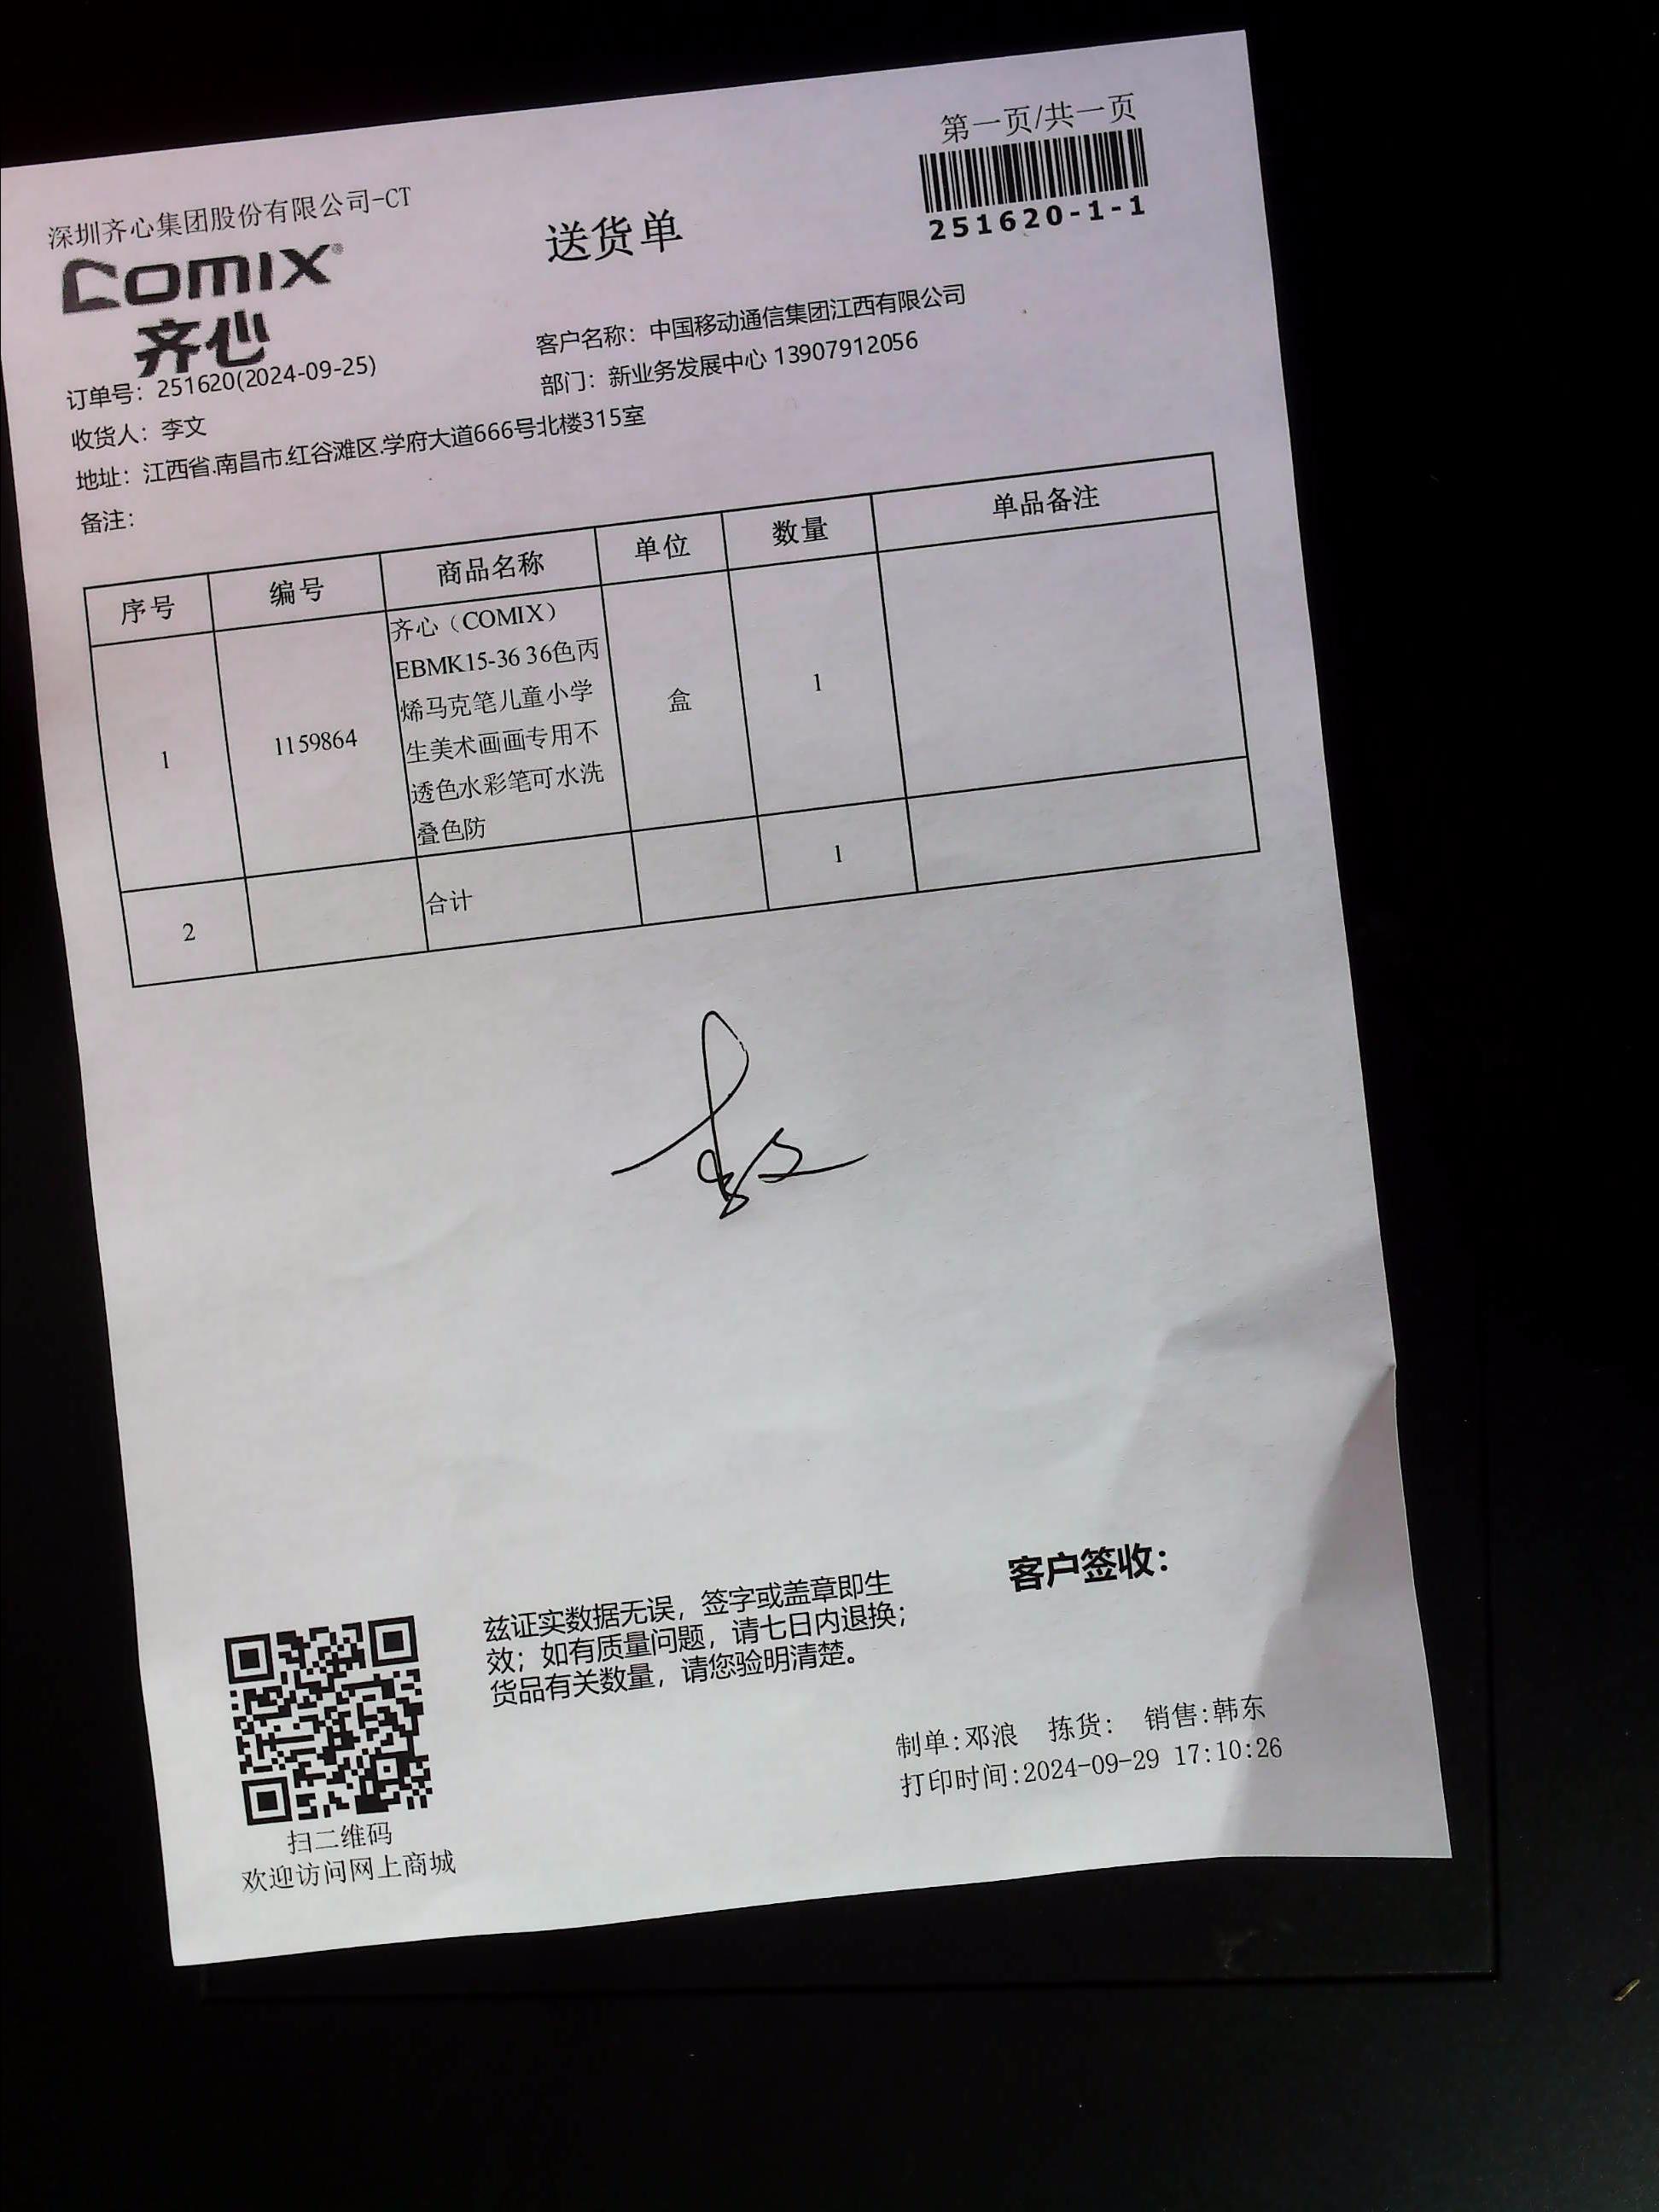 第一页/共一页
251620-1-1
深圳齐心集团股份有限公司-CT
COMIX®
齐心
送货单
订单号：251620(2024-09-25)
客户名称：中国移动通信集团江西有限公司
收货人：李文
部门：新业务发展中心 13907912056
地址：江西省.南昌市.红谷滩区.学府大道666号北楼315室
备注：
序号 编号 商品名称 单位 数量 单品备注
1 1159864 齐心（COMIX） 盒 1
EBMK15-36 36色丙
烯马克笔儿童小学
生美术画画专用不
透色水彩笔可水洗
叠色防
2 合计 1
兹证实数据无误，签字或盖章即生
效；如有质量问题，请七日内退换；
货品有关数量，请您验明清楚。
客户签收：
制单:邓浪 拣货: 销售:韩东
打印时间:2024-09-29 17:10:26
扫二维码
欢迎访问网上商城